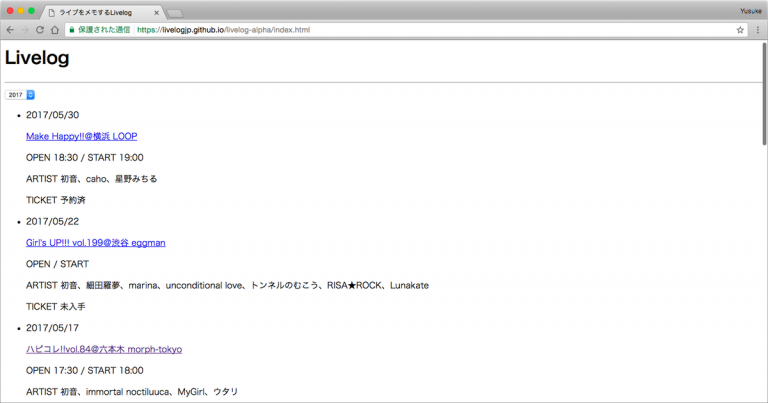 ライブをメモするLivelog
Yusuke
保護された通信 https://livelogjp.github.io/livelog-alpha/index.html
Livelog
2017
2017/05/30
Make Happy!!@横浜 LOOP
OPEN 18:30 / START 19:00
ARTIST 初音、caho、星野みちる
TICKET 予約済
2017/05/22
Girl's UP!!! vol.199@渋谷 eggman
OPEN / START
ARTIST 初音、細田羅夢、marina、unconditional love、トンネルのむこう、RISA★ROCK、Lunakate
TICKET 未入手
2017/05/17
ハピコレ!!vol.84@六本木 morph-tokyo
OPEN 17:30 / START 18:00
ARTIST 初音、immortal noctiluuca、MyGirl、ウタリ